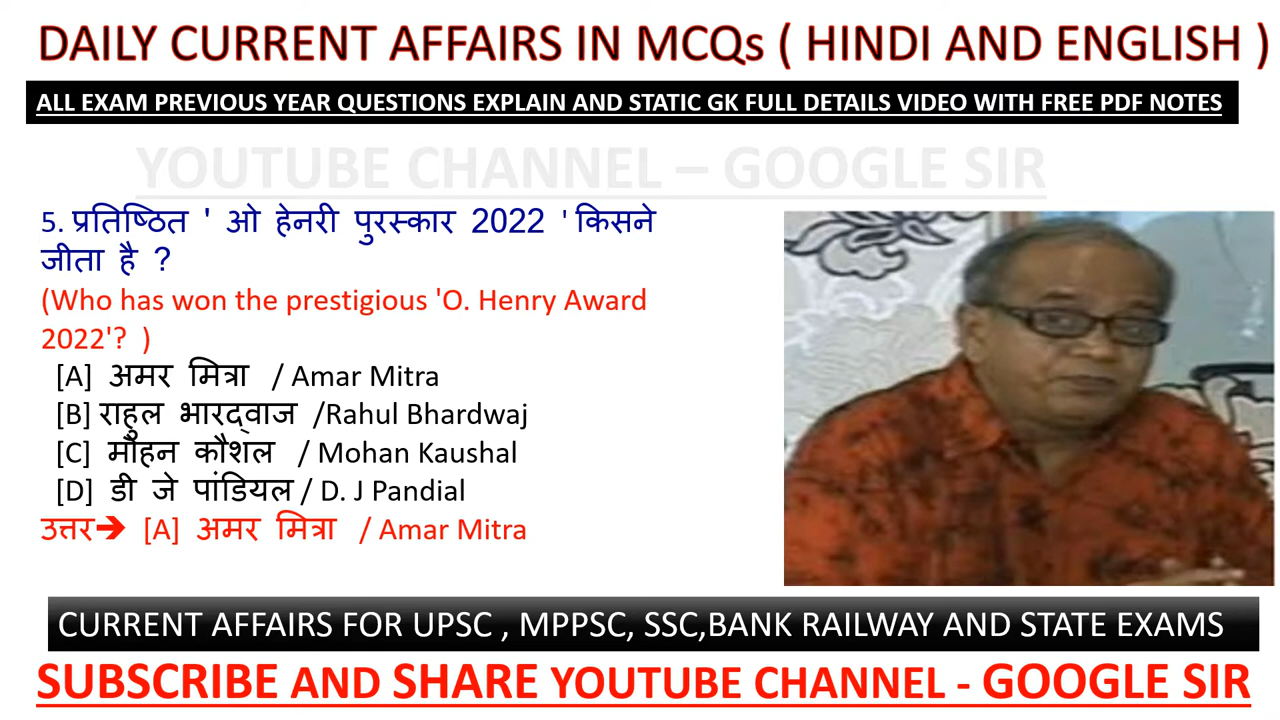 DAILY CURRENT AFFAIRS IN MCQs ( HINDI AND ENGLISH )
ALL EXAM PREVIOUS YEAR QUESTIONS EXPLAIN AND STATIC GK FULL DETAILS VIDEO WITH FREE PDF NOTES
YOUTUBE CHANNEL – GOOGLE SIR
5. प्रतिष्ठित ' ओ हेनरी पुरस्कार 2022 ' किसने
जीता है ?
(Who has won the prestigious 'O. Henry Award
2022'? )
[A] अमर मित्रा / Amar Mitra
[B] राहुल भारद्वाज /Rahul Bhardwaj
[C] मोहन कौशल / Mohan Kaushal
[D] डी जे पांडियल / D. J Pandial
उत्तर➔ [A] अमर मित्रा / Amar Mitra
CURRENT AFFAIRS FOR UPSC , MPPSC, SSC,BANK RAILWAY AND STATE EXAMS
SUBSCRIBE AND SHARE YOUTUBE CHANNEL - GOOGLE SIR